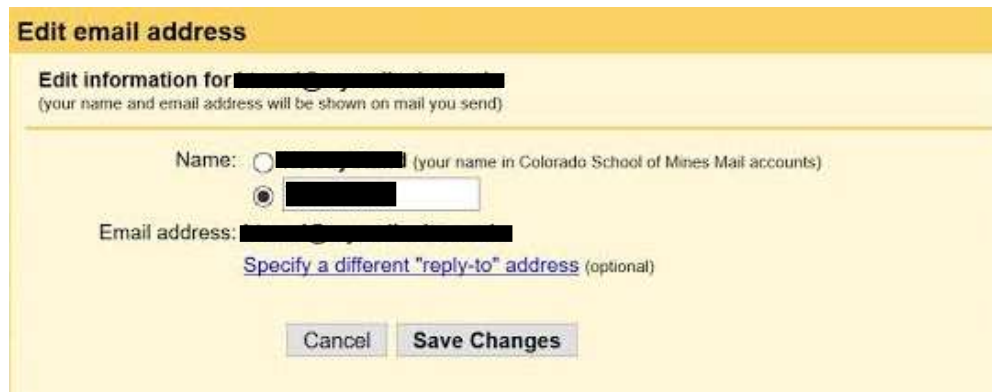 Edit email address
Edit information for
(your name and email address will be shown on mail you send)
Name:
(your name in Colorado School of Mines Mail accounts)
Email address:
Specify a different "reply-to" address (optional)
Cancel Save Changes